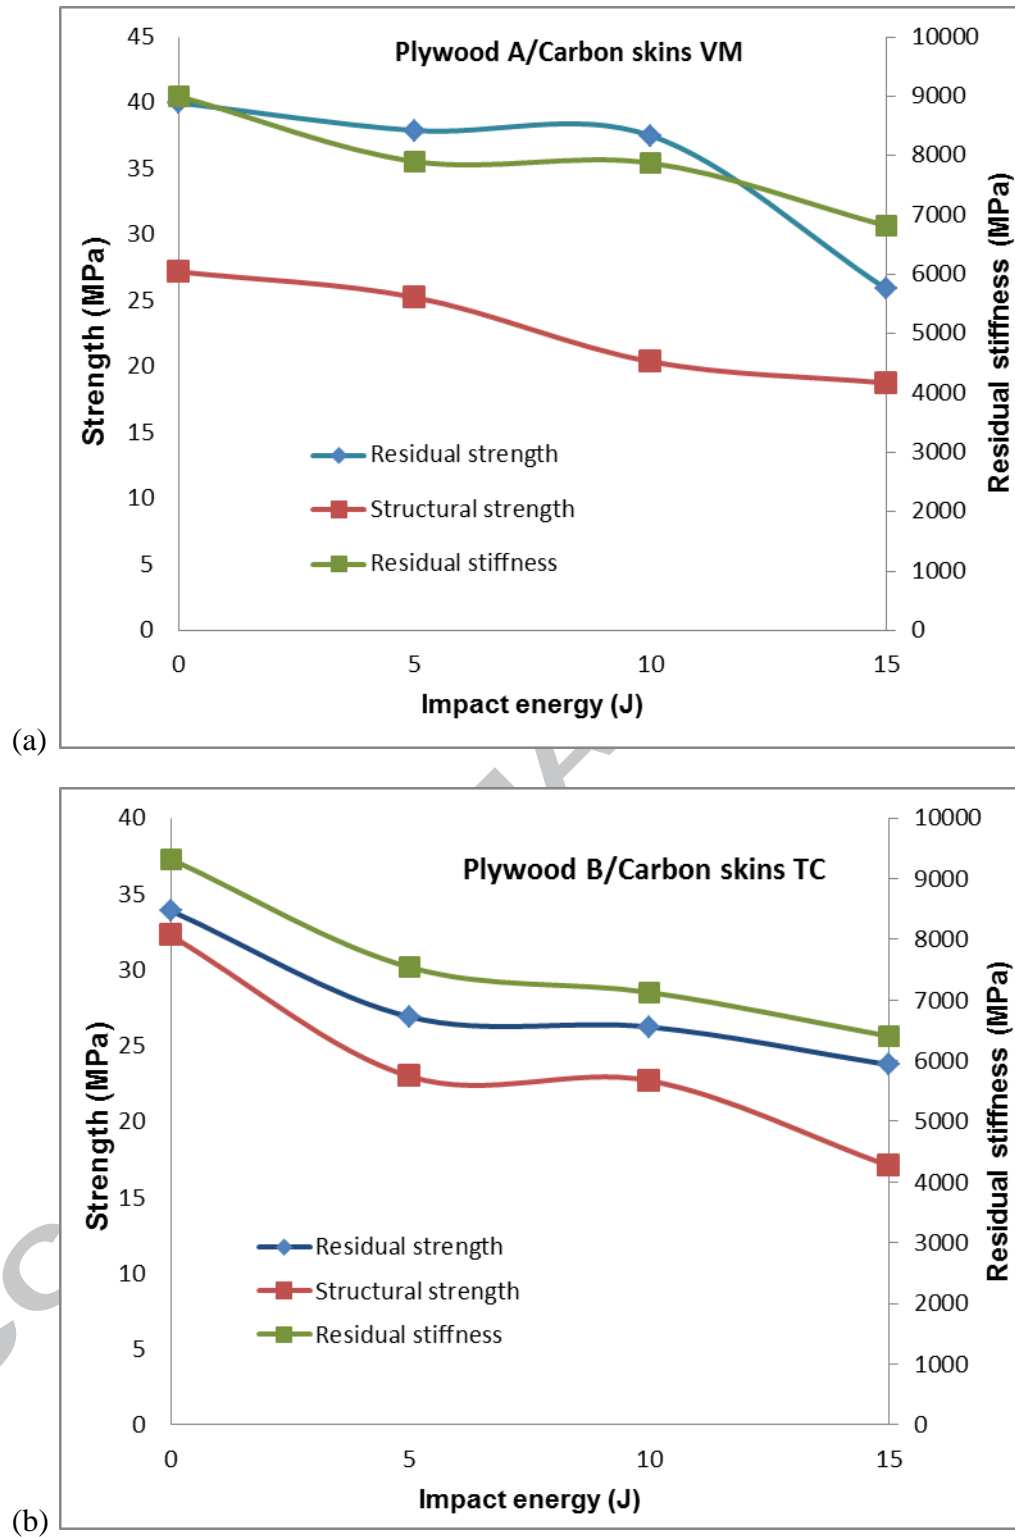 Plywood A/Carbon skins VM
45
40
35
30
25
20
15
10
5
0
Strength (MPa)
10000
9000
8000
7000
6000
5000
4000
3000
2000
1000
0
Residual stiffness (MPa)
Residual strength
Structural strength
Residual stiffness
0 5 10 15
Impact energy (J)
(a)
Plywood B/Carbon skins TC
40
35
30
25
20
15
10
5
0
Strength (MPa)
10000
9000
8000
7000
6000
5000
4000
3000
2000
1000
0
Residual stiffness (MPa)
Residual strength
Structural strength
Residual stiffness
0 5 10 15
Impact energy (J)
(b)